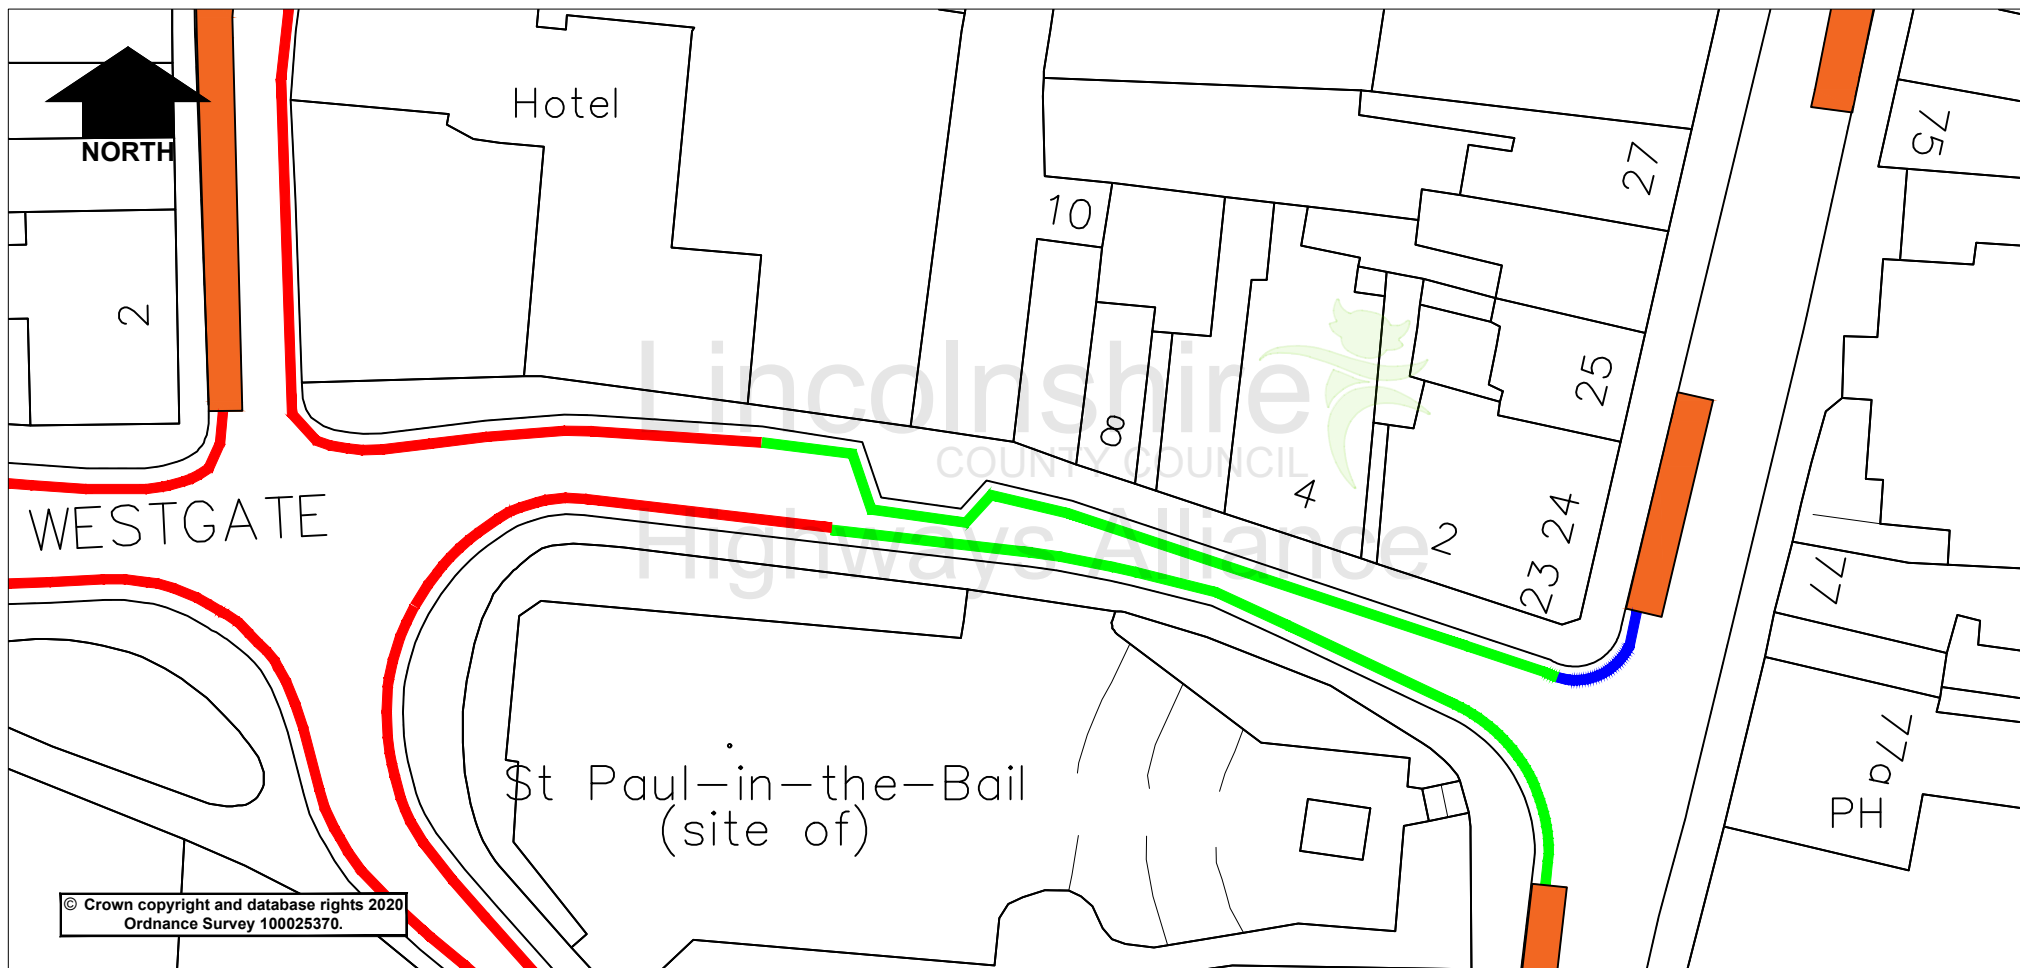 Hotel
NORTH
75
27
10
2
25
Lincolnshire
COUNTY COUNCIL
8
4
24
2
WESTGATE
Highways Alliance
23
77
77a
St Paul-in-the-Bail
(site of)
PH
© Crown copyright and database rights 2020
Ordnance Survey 100025370.